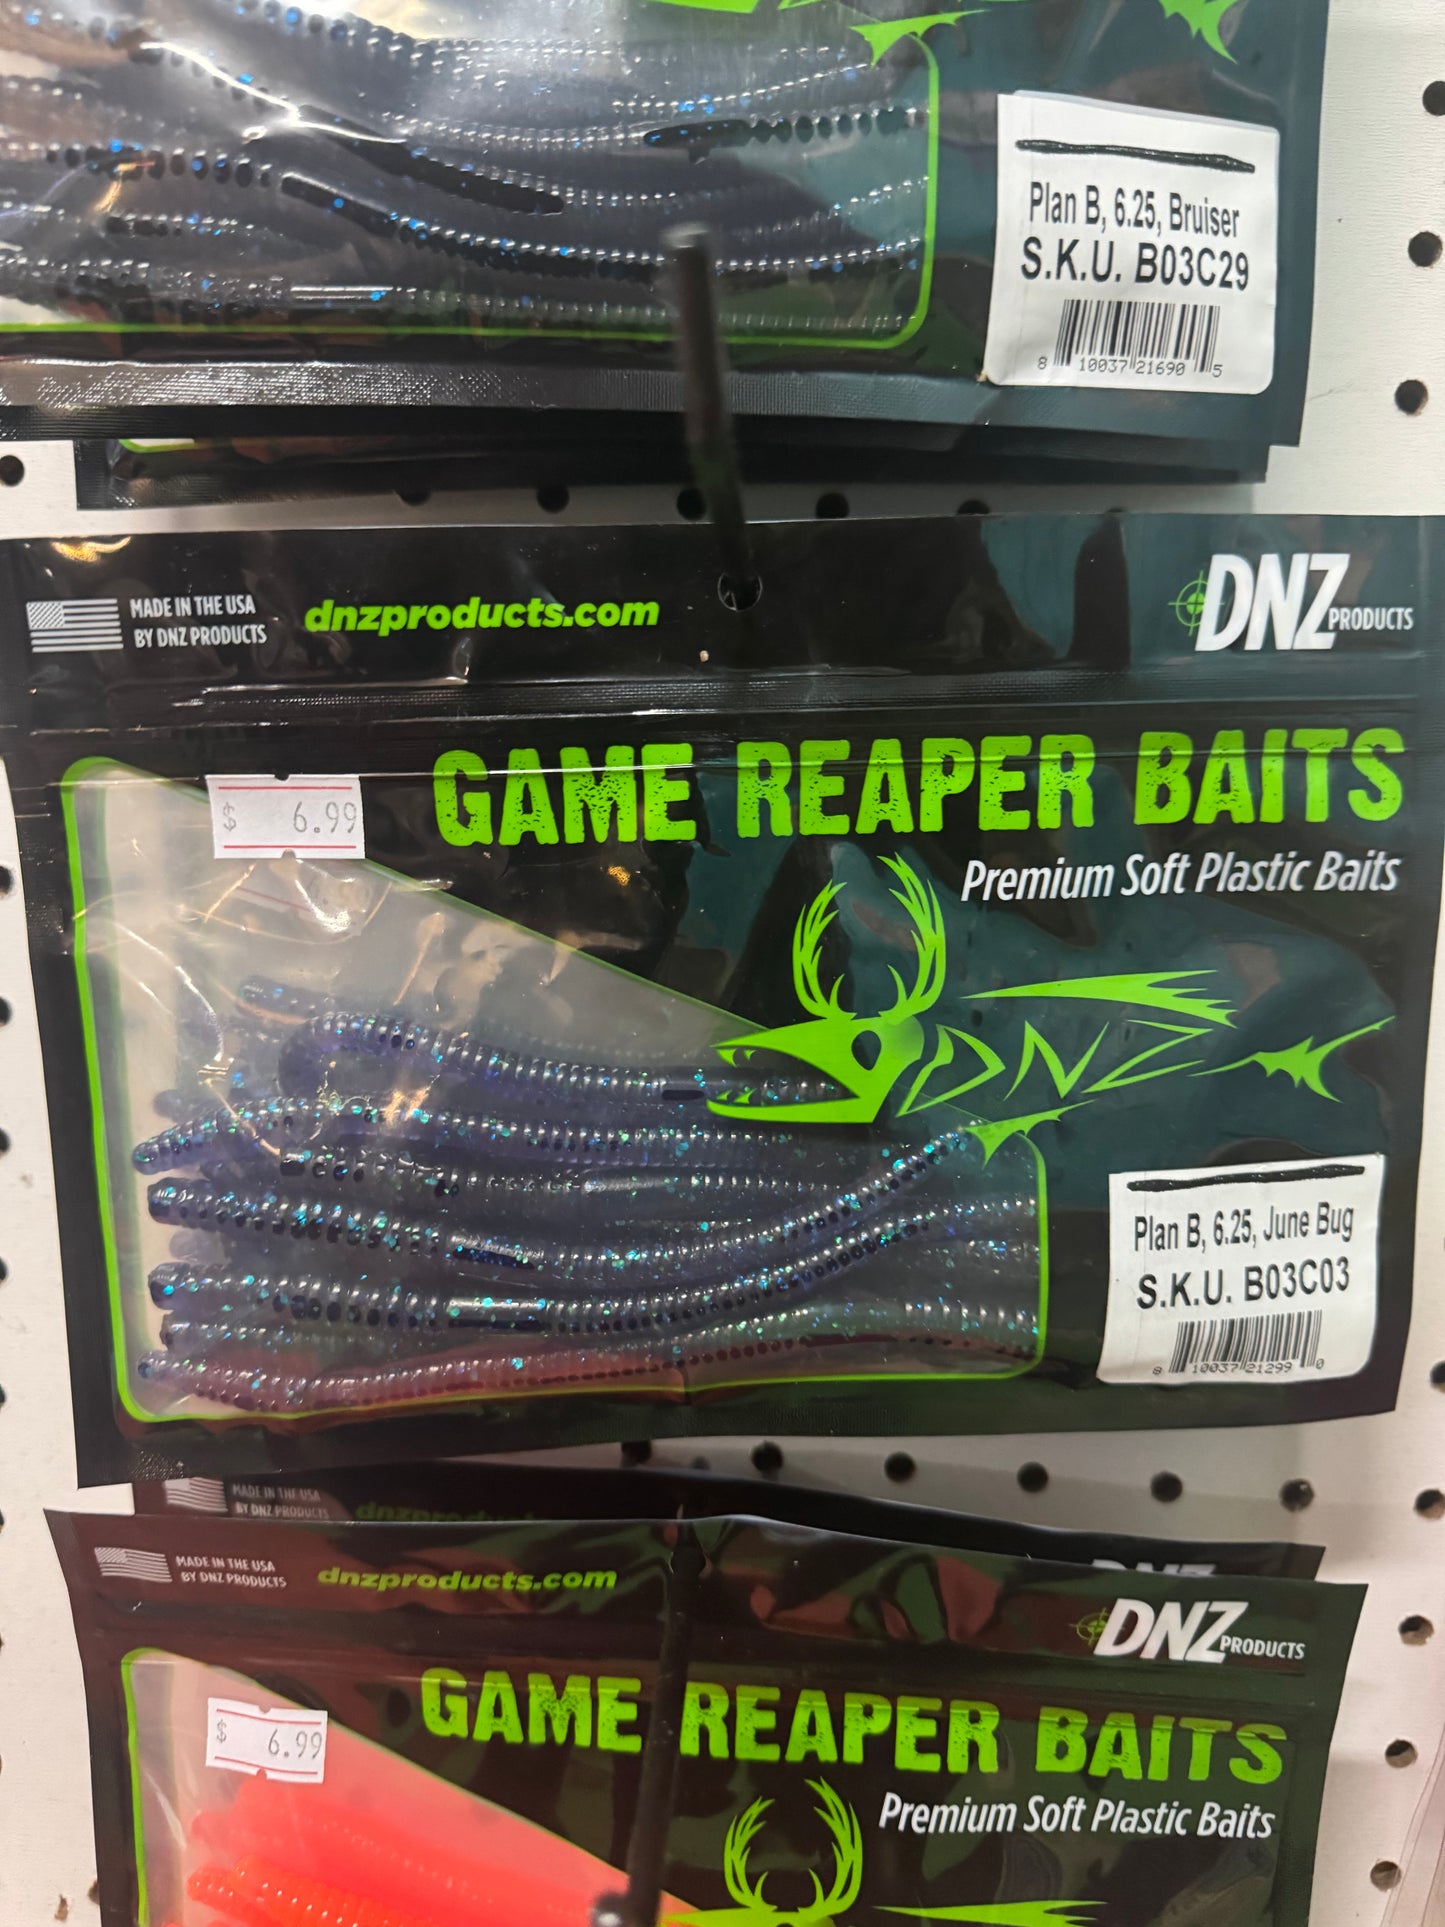 Plan B, 6.25, Bruiser
S.K.U. B03C29
8 10037 21690 5
MADE IN THE USA
BY DNZ PRODUCTS
dnzproducts.com
DNZ PRODUCTS
$ 6.99
GAME REAPER BAITS
Premium Soft Plastic Baits
DNZ
Plan B, 6.25, June Bug
S.K.U. B03C03
8 10037 21299 0
MADE IN THE USA
BY DNZ PRODUCTS
MADE IN THE USA
BY DNZ PRODUCTS
dnzproducts.com
DNZ PRODUCTS
$ 6.99
GAME REAPER BAITS
Premium Soft Plastic Baits